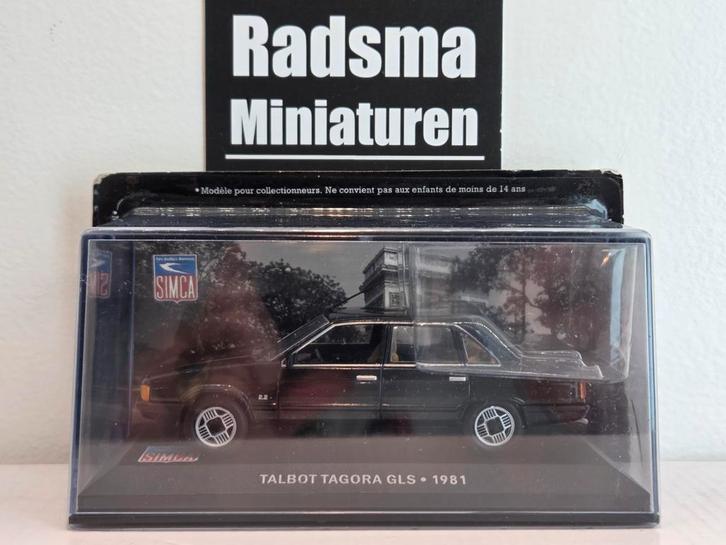 Radsma
Miniaturen
• Modèle pour collectionneurs. Ne convient pas aux enfants de moins de 14 ans
SIMCA
2.2
SIMCA
TALBOT TAGORA GLS • 1981